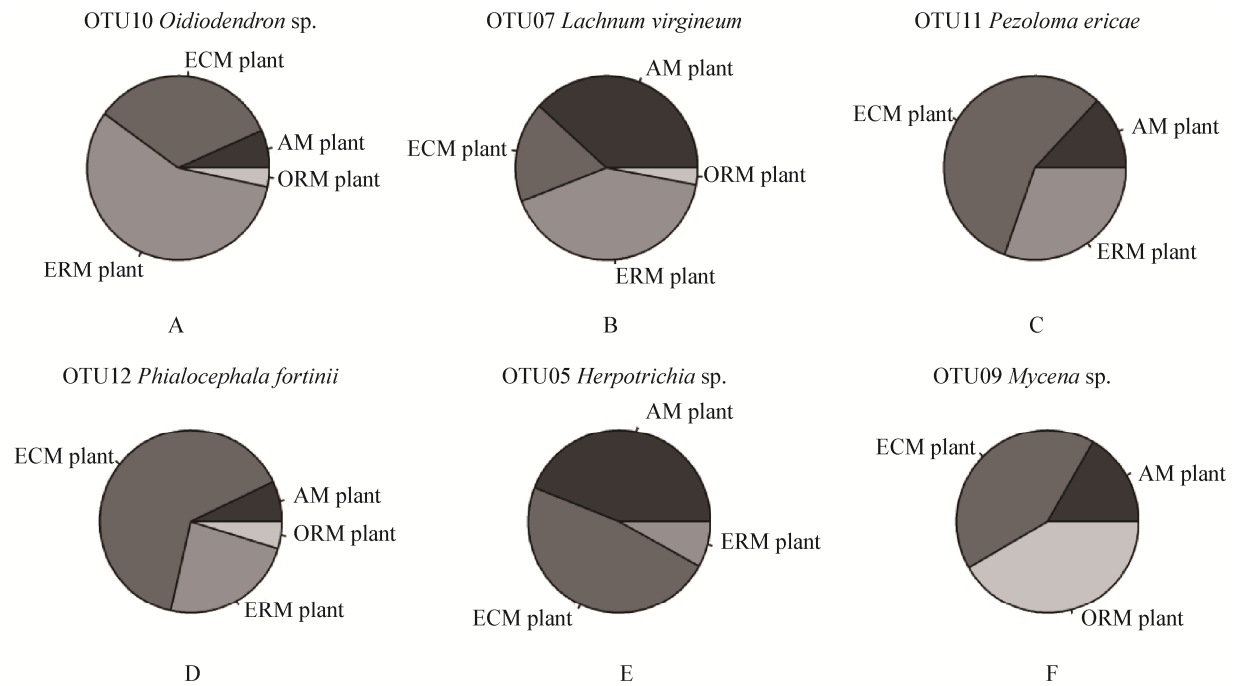 OTU10 Oidiodendron sp.
ECM plant
AM plant
ORM plant
ERM plant
A
OTU07 Lachnum virgineum
AM plant
ECM plant
ORM plant
ERM plant
B
OTU11 Pezoloma ericae
ECM plant
AM plant
ERM plant
C
OTU12 Phialocephala fortinii
ECM plant
AM plant
ORM plant
ERM plant
D
OTU05 Herpotrichia sp.
AM plant
ERM plant
ECM plant
E
OTU09 Mycena sp.
ECM plant
AM plant
ORM plant
F